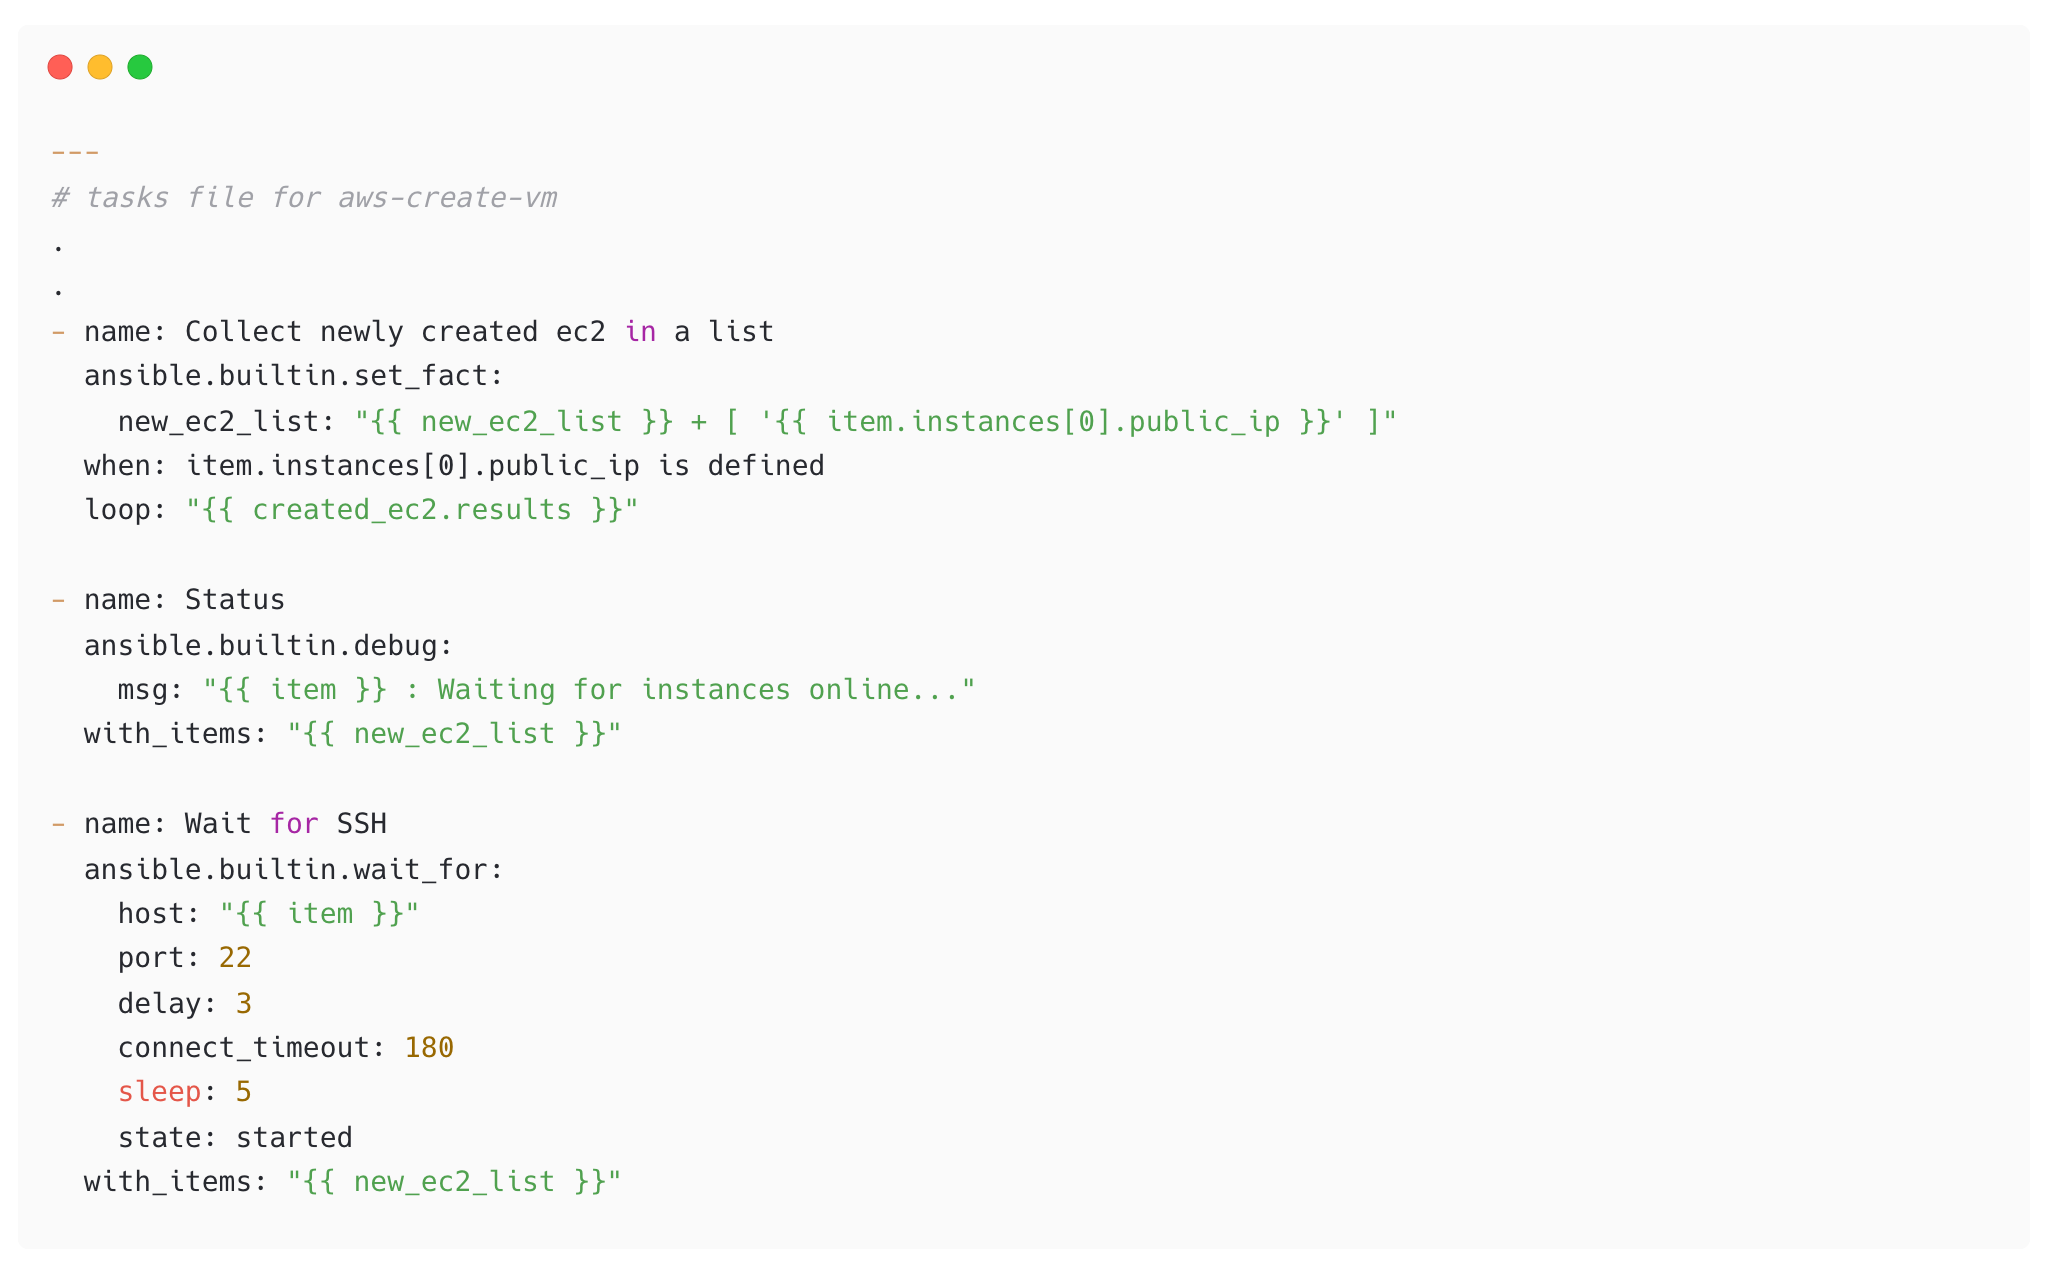 ---
# tasks file for aws-create-vm
.
.
- name: Collect newly created ec2 in a list
  ansible.builtin.set_fact:
    new_ec2_list: "{{ new_ec2_list }} + [ '{{ item.instances[0].public_ip }}' ]"
  when: item.instances[0].public_ip is defined
  loop: "{{ created_ec2.results }}"

- name: Status
  ansible.builtin.debug:
    msg: "{{ item }} : Waiting for instances online..."
  with_items: "{{ new_ec2_list }}"

- name: Wait for SSH
  ansible.builtin.wait_for:
    host: "{{ item }}"
    port: 22
    delay: 3
    connect_timeout: 180
    sleep: 5
    state: started
  with_items: "{{ new_ec2_list }}"